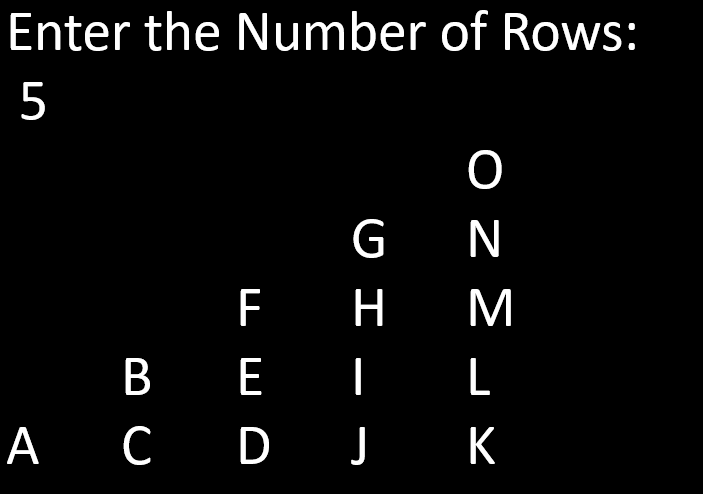 Enter the Number of Rows:
5
O
G N
F H M
B E I L
A C D J K